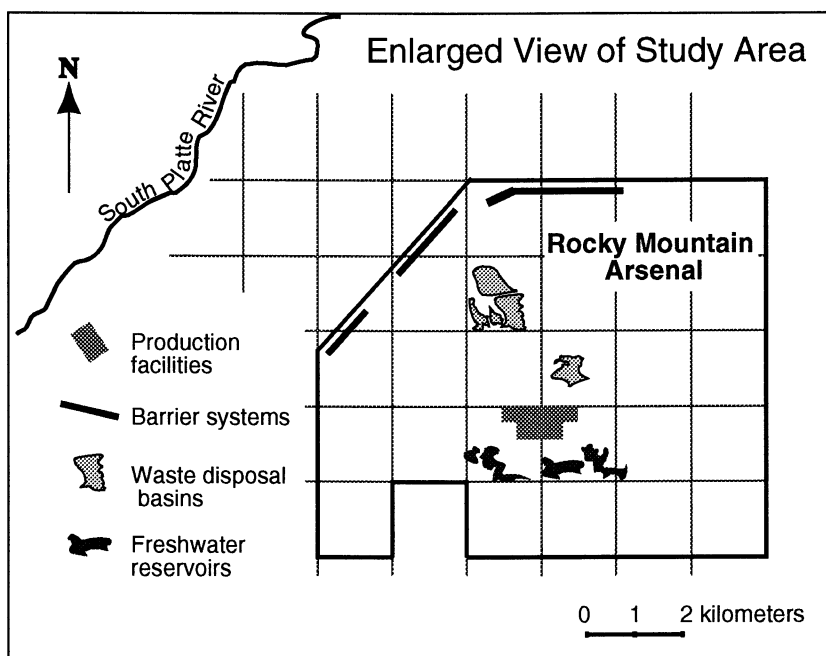 Enlarged View of Study Area
N
South Platte River
Rocky Mountain
Arsenal
Production
facilities
Barrier systems
Waste disposal
basins
Freshwater
reservoirs
0 1 2 kilometers